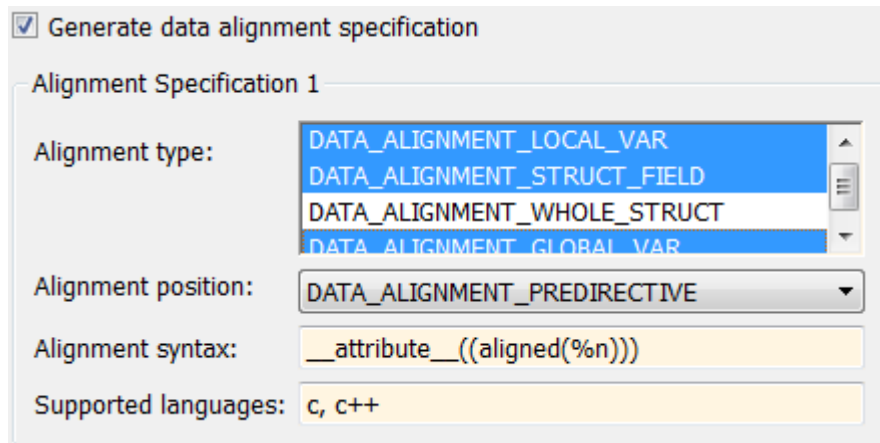 Generate data alignment specification
Alignment Specification 1
Alignment type:
DATA_ALIGNMENT_LOCAL_VAR
DATA_ALIGNMENT_STRUCT_FIELD
DATA_ALIGNMENT_WHOLE_STRUCT
DATA_ALIGNMENT_GLOBAL_VAR
Alignment position: DATA_ALIGNMENT_PREDIRECTIVE
Alignment syntax: __attribute__((aligned(%n)))
Supported languages: c, c++